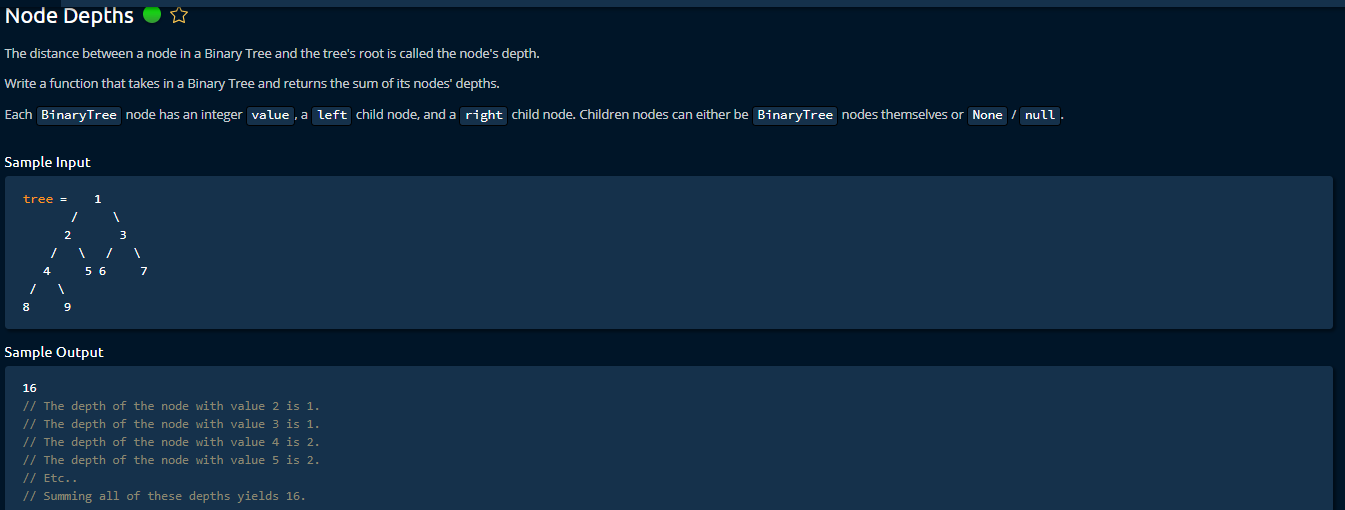 Node Depths
The distance between a node in a Binary Tree and the tree's root is called the node's depth.
Write a function that takes in a Binary Tree and returns the sum of its nodes' depths.
Each BinaryTree node has an integer value, a left child node, and a right child node. Children nodes can either be BinaryTree nodes themselves or None / null.
Sample Input
tree =    1
       /     \
      2       3
    /   \   /   \
   4     5 6     7
 /   \
8     9
Sample Output
16
// The depth of the node with value 2 is 1.
// The depth of the node with value 3 is 1.
// The depth of the node with value 4 is 2.
// The depth of the node with value 5 is 2.
// Etc..
// Summing all of these depths yields 16.